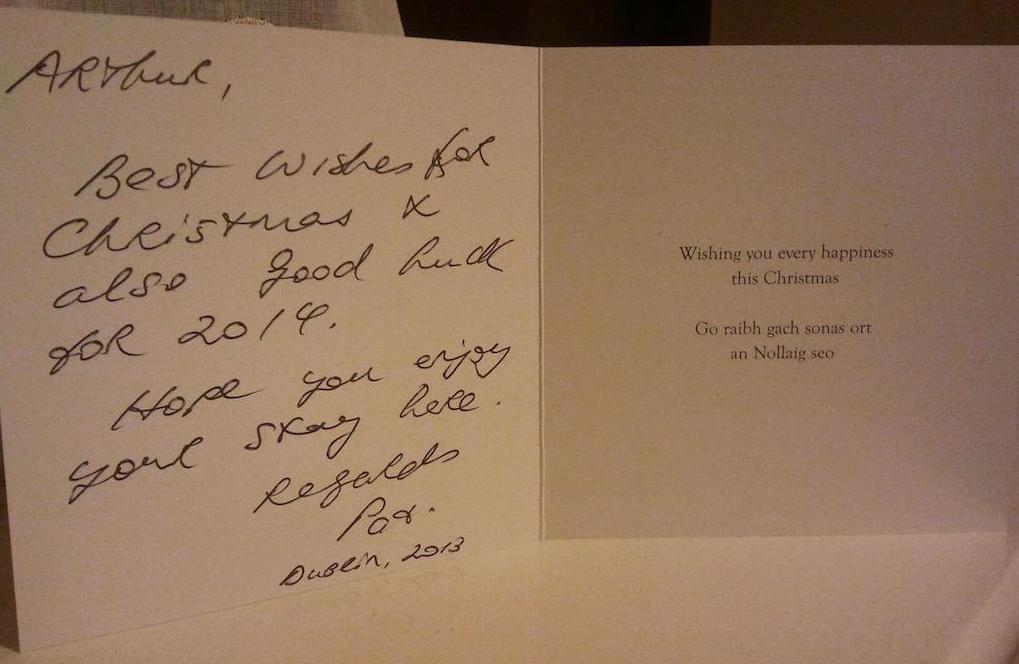 Arthur,
Best Wishes for
Christmas &
also good luck
for 2014.
Hope you enjoy
your stay here.
Regards
Pat.
Dublin, 2013
Wishing you every happiness
this Christmas
Go raibh gach sonas ort
an Nollaig seo